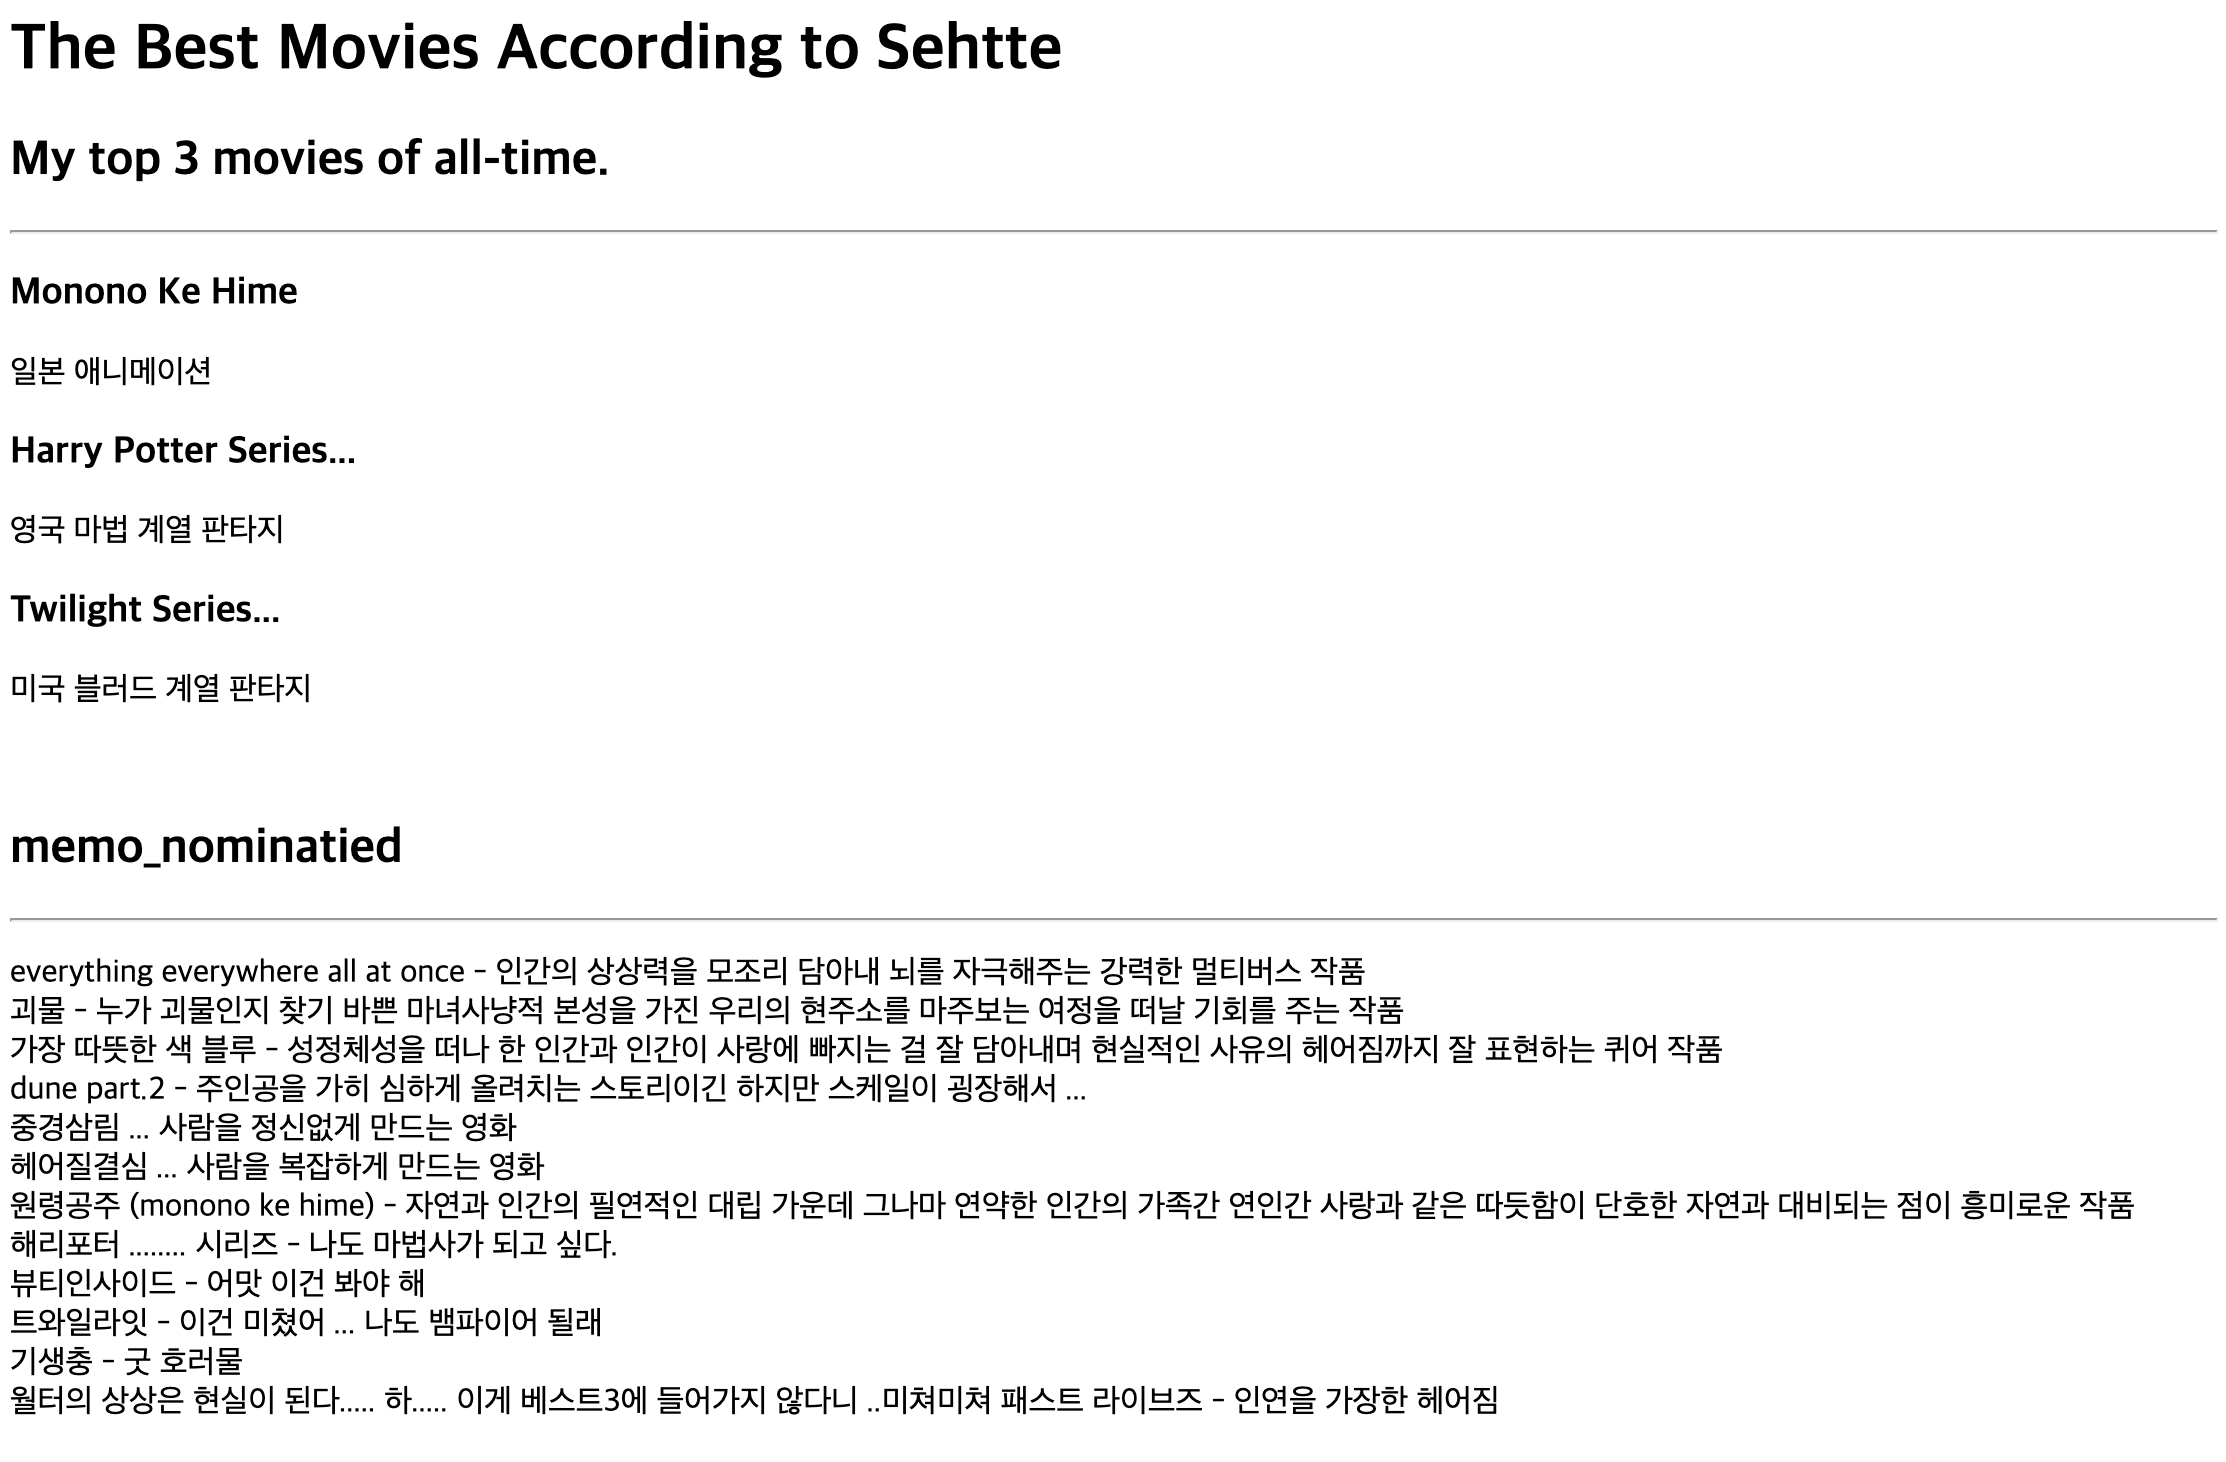 The Best Movies According to Sehtte
My top 3 movies of all-time.
Monono Ke Hime
일본 애니메이션
Harry Potter Series...
영국 마법 계열 판타지
Twilight Series...
미국 블러드 계열 판타지
memo_nominatied
everything everywhere all at once - 인간의 상상력을 모조리 담아내 뇌를 자극해주는 강력한 멀티버스 작품
괴물 - 누가 괴물인지 찾기 바쁜 마녀사냥적 본성을 가진 우리의 현주소를 마주보는 여정을 떠날 기회를 주는 작품
가장 따뜻한 색 블루 - 성정체성을 떠나 한 인간과 인간이 사랑에 빠지는 걸 잘 담아내며 현실적인 사유의 헤어짐까지 잘 표현하는 퀴어 작품
dune part.2 - 주인공을 가히 심하게 올려치는 스토리이긴 하지만 스케일이 굉장해서 ...
중경삼림 ... 사람을 정신없게 만드는 영화
헤어질결심 ... 사람을 복잡하게 만드는 영화
원령공주 (monono ke hime) - 자연과 인간의 필연적인 대립 가운데 그나마 연약한 인간의 가족간 연인간 사랑과 같은 따듯함이 단호한 자연과 대비되는 점이 흥미로운 작품
해리포터 ........ 시리즈 - 나도 마법사가 되고 싶다.
뷰티인사이드 - 어맛 이건 봐야 해
트와일라잇 - 이건 미쳤어 ... 나도 뱀파이어 될래
기생충 - 굿 호러물
월터의 상상은 현실이 된다..... 하..... 이게 베스트3에 들어가지 않다니 ..미쳐미쳐 패스트 라이브즈 - 인연을 가장한 헤어짐